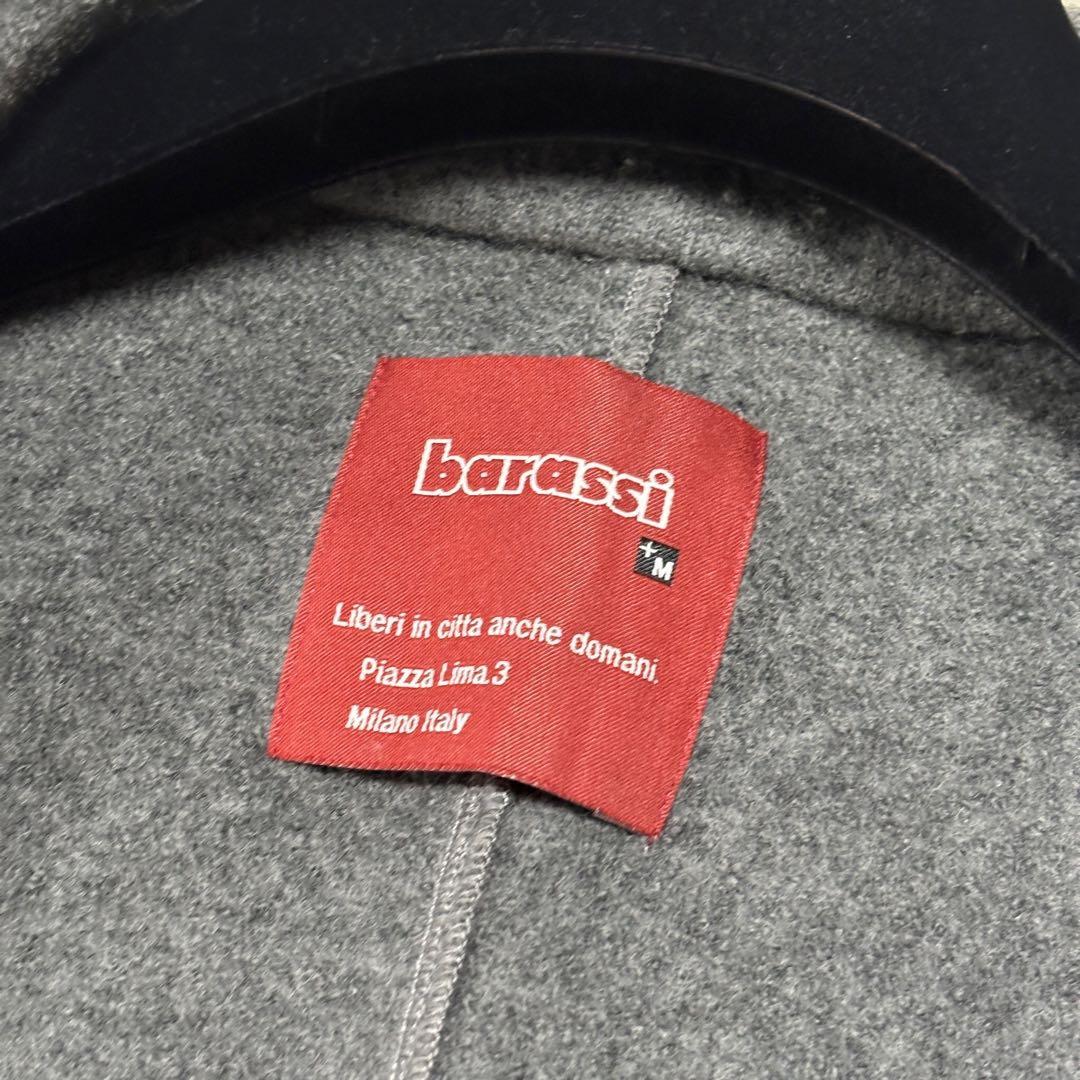 barassi
+M
Liberi in citta anche domani.
Piazza Lima.3
Milano Italy